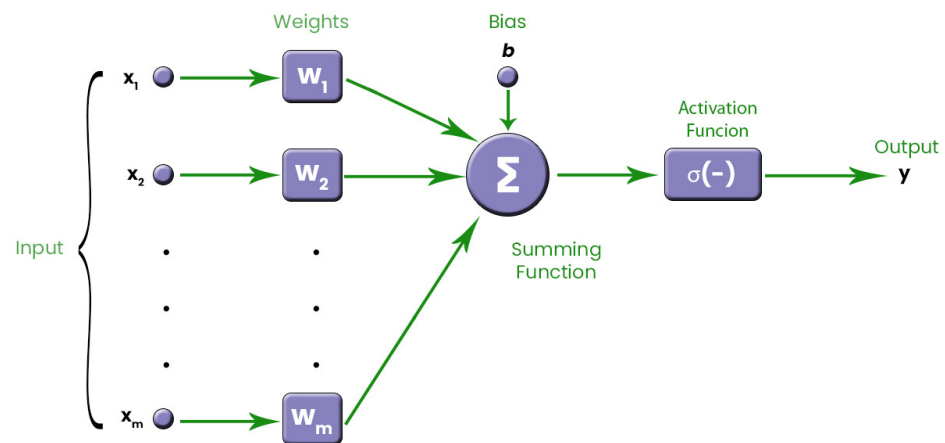 Weights
Bias
b
x₁
w₁
Activation
Funcion
Output
x₂
w₂
Σ
σ(-)
y
Input
Summing
Function
xₘ
wₘ